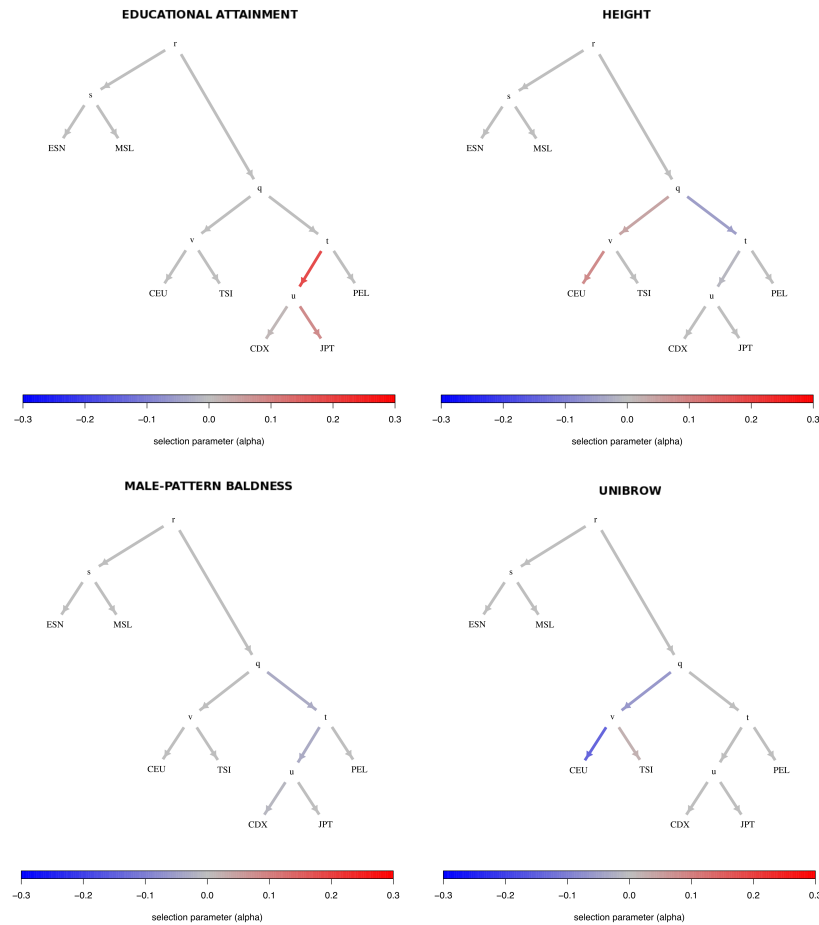 EDUCATIONAL ATTAINMENT
r
s
ESN MSL
q
v t
CEU TSI u PEL
CDX JPT
−0.3 −0.2 −0.1 0.0 0.1 0.2 0.3
selection parameter (alpha)
HEIGHT
r
s
ESN MSL
q
v t
CEU TSI u PEL
CDX JPT
−0.3 −0.2 −0.1 0.0 0.1 0.2 0.3
selection parameter (alpha)
MALE-PATTERN BALDNESS
r
s
ESN MSL
q
v t
CEU TSI u PEL
CDX JPT
−0.3 −0.2 −0.1 0.0 0.1 0.2 0.3
selection parameter (alpha)
UNIBROW
r
s
ESN MSL
q
v t
CEU TSI u PEL
CDX JPT
−0.3 −0.2 −0.1 0.0 0.1 0.2 0.3
selection parameter (alpha)